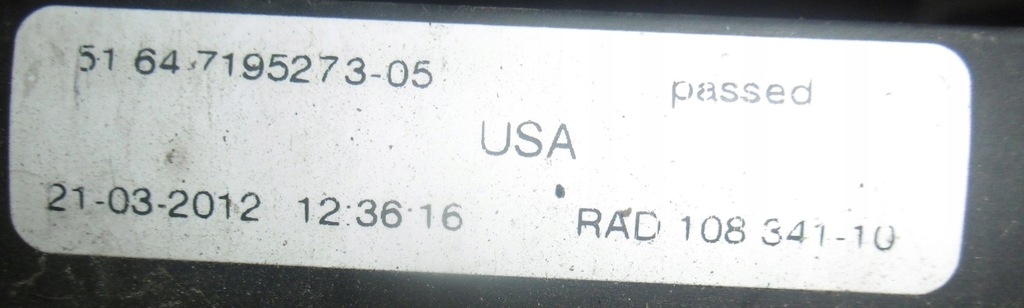 51 64 7195273-05 passed
USA
21-03-2012 12:36:16 RAD 108 341-10